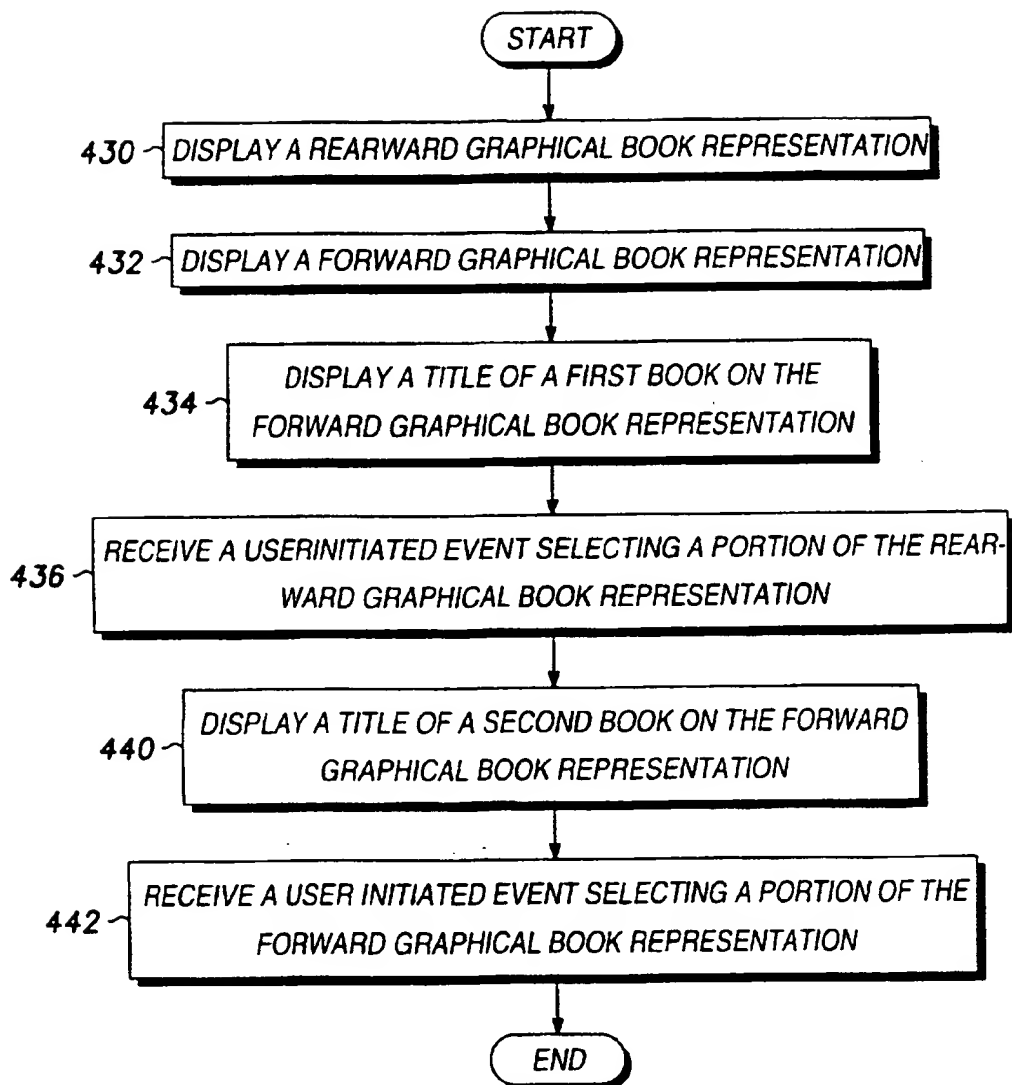 START
430 DISPLAY A REARWARD GRAPHICAL BOOK REPRESENTATION
432 DISPLAY A FORWARD GRAPHICAL BOOK REPRESENTATION
434 DISPLAY A TITLE OF A FIRST BOOK ON THE
FORWARD GRAPHICAL BOOK REPRESENTATION
436 RECEIVE A USERINITIATED EVENT SELECTING A PORTION OF THE REAR-
WARD GRAPHICAL BOOK REPRESENTATION
440 DISPLAY A TITLE OF A SECOND BOOK ON THE FORWARD
GRAPHICAL BOOK REPRESENTATION
442 RECEIVE A USER INITIATED EVENT SELECTING A PORTION OF THE
FORWARD GRAPHICAL BOOK REPRESENTATION
END